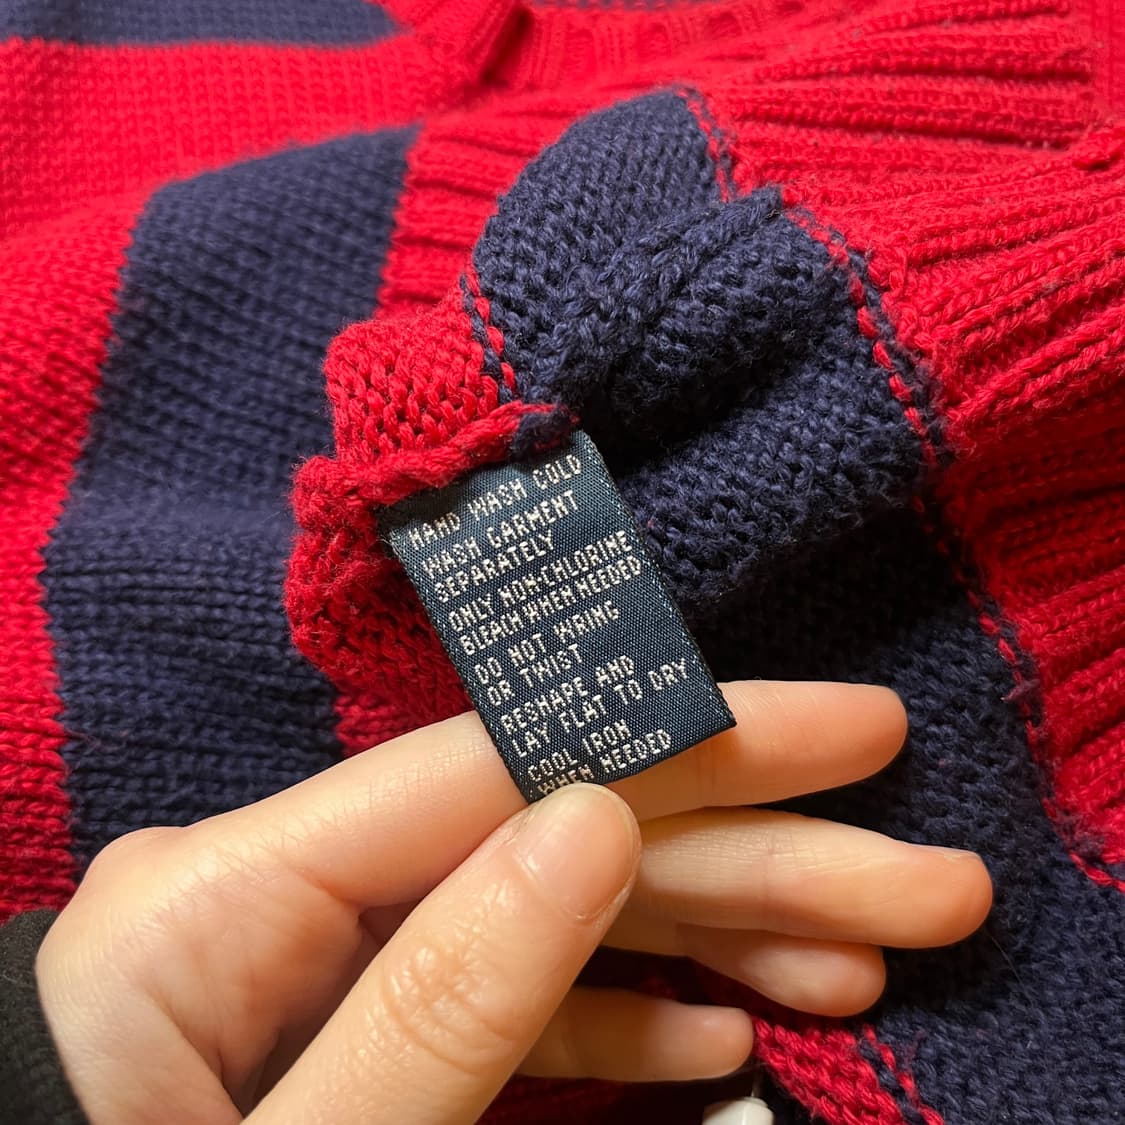 HAND WASH COLD
WASH GARMENT
SEPARATELY
ONLY NON-CHLORINE
BLEACH WHEN NEEDED
DO NOT WRING
OR TWIST
RESHAPE AND
LAY FLAT TO DRY
COOL IRON
WHEN NEEDED